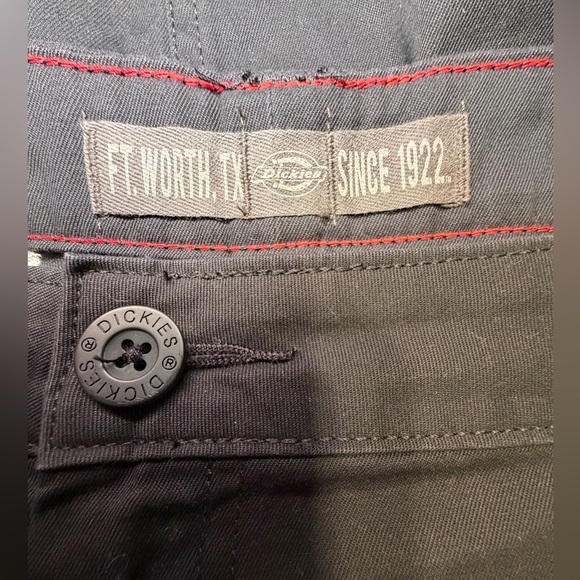 FT. WORTH, TX Dickies SINCE 1922
DICKIES ® DICKIES ®